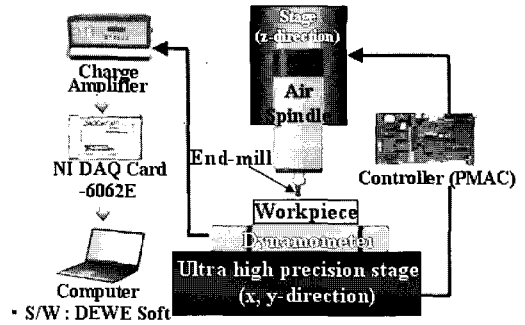 Stage
(z-direction)
Charge
Amplifier
Air
Spindle
NI DAQ Card
-6062E
End-mill
Controller (PMAC)
Workpiece
Dynamometer
Ultra high precision stage
(x, y-direction)
Computer
· S/W : DEWE Soft